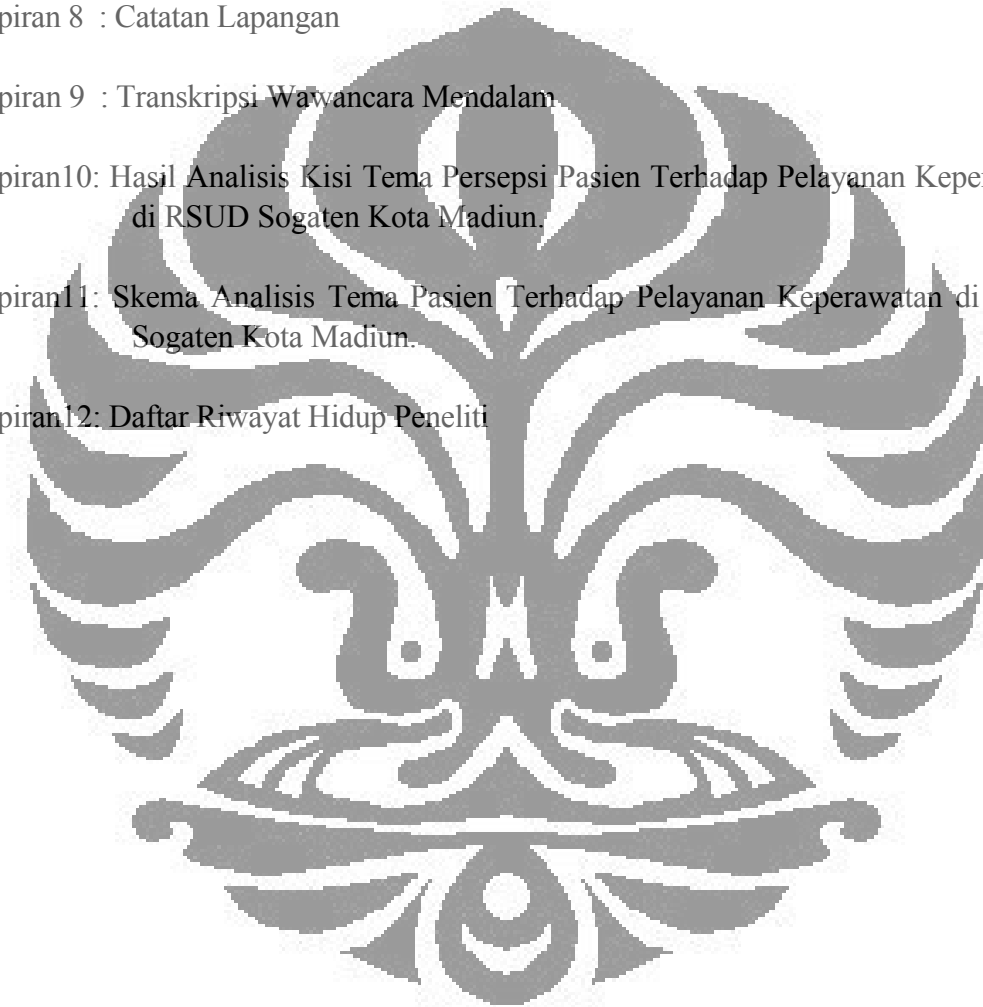 piran 8 : Catatan Lapangan
piran 9 : Transkripsi Wawancara Mendalam
piran10: Hasil Analisis Kisi Tema Persepsi Pasien Terhadap Pelayanan Keper
di RSUD Sogaten Kota Madiun.
piran11: Skema Analisis Tema Pasien Terhadap Pelayanan Keperawatan di
Sogaten Kota Madiun.
piran12: Daftar Riwayat Hidup Peneliti